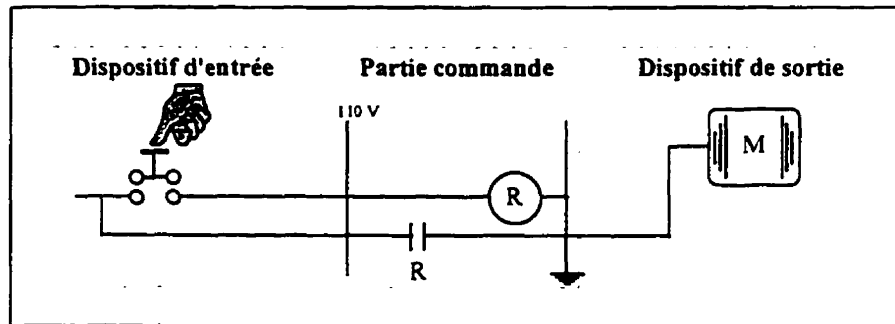 Dispositif d'entrée Partie commande Dispositif de sortie
110 V
M
R
R